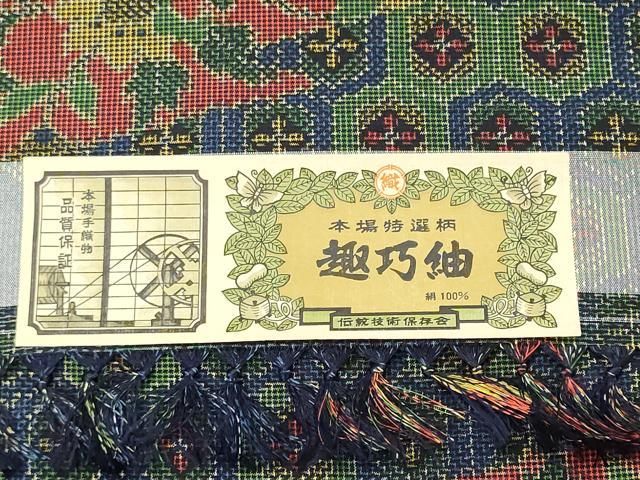 本場手織物
品質保証
織
本場特選柄
趣巧紬
絹100%
伝統技術保存会